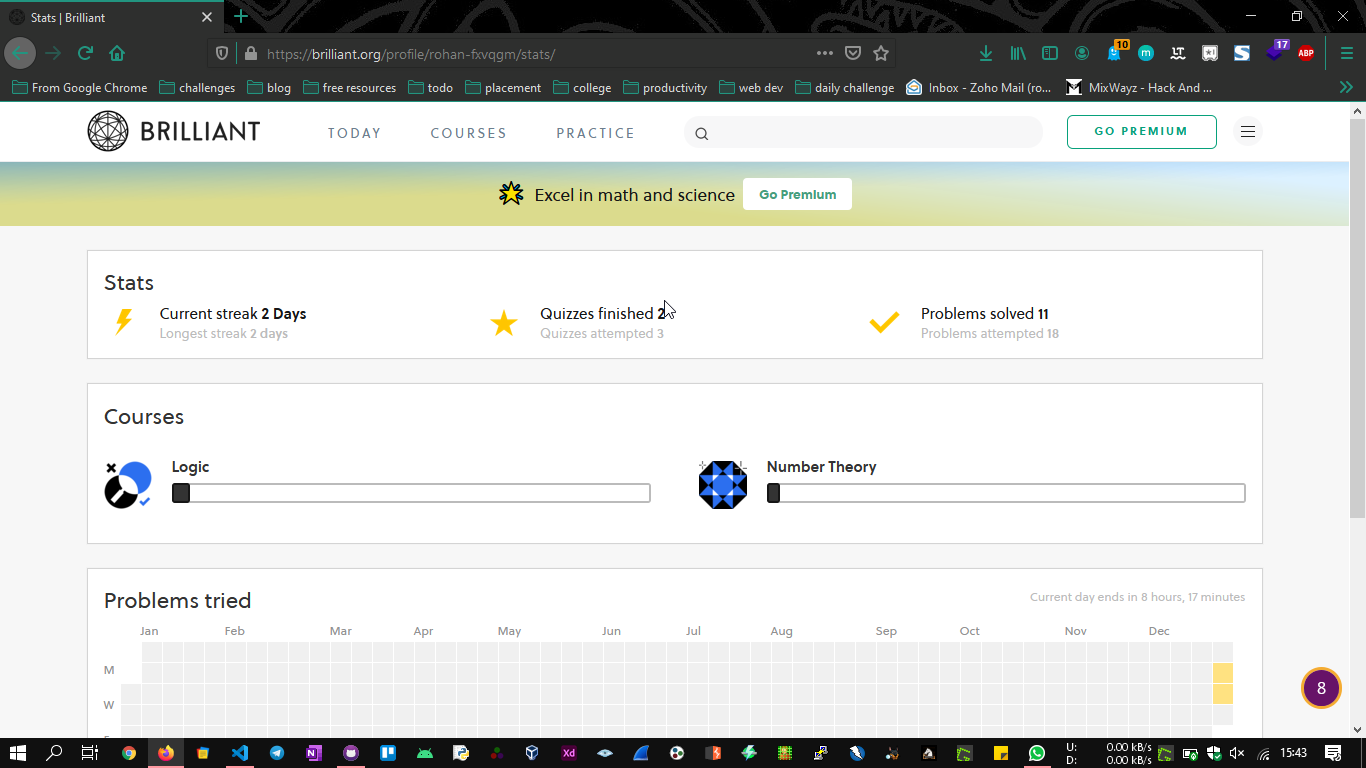 Stats | Brilliant
https://brilliant.org/profile/rohan-fxvqgm/stats/
10
17
ABP
From Google Chrome challenges blog free resources todo placement college productivity web dev daily challenge Inbox - Zoho Mail (ro... MixWayz - Hack And ...
BRILLIANT TODAY COURSES PRACTICE GO PREMIUM
Excel in math and science Go Premium
Stats
Current streak 2 Days
Longest streak 2 days
Quizzes finished 2
Quizzes attempted 3
Problems solved 11
Problems attempted 18
Courses
Logic
Number Theory
Problems tried
Current day ends in 8 hours, 17 minutes
Jan Feb Mar Apr May Jun Jul Aug Sep Oct Nov Dec
M
W
8
Xd
U: 0.00 kB/s
D: 0.00 kB/s
15:43